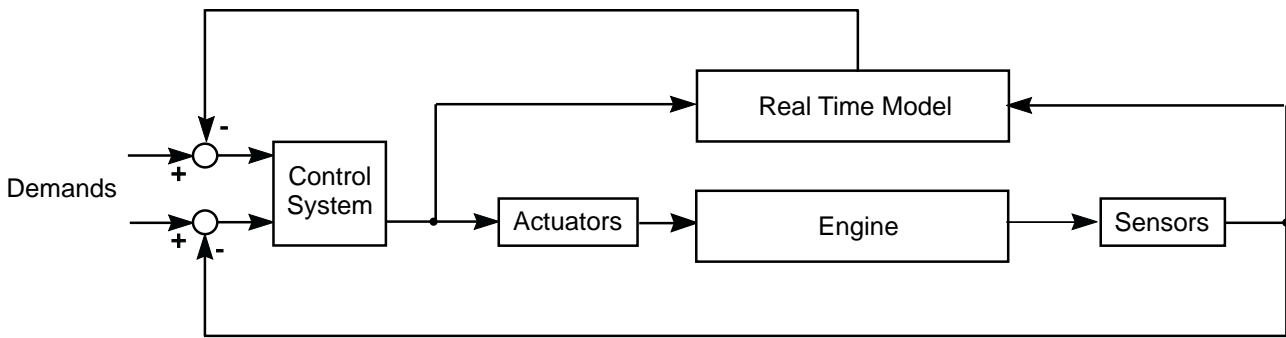 Real Time Model
-
+
Demands
Control
System
+
-
Actuators
Engine
Sensors